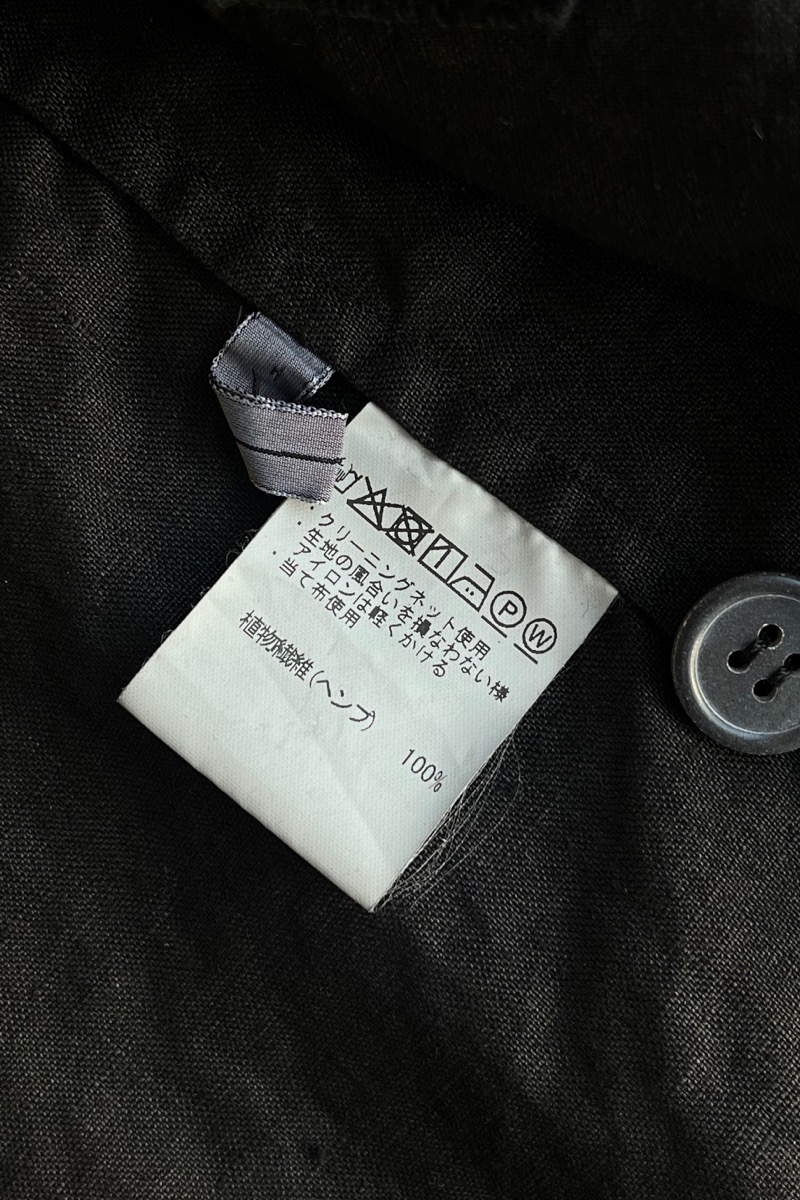 P W
・クリーニングネット使用
・生地の風合いを損なわない様
アイロンは軽くかける
・当て布使用
植物繊維(ヘンプ)
100%